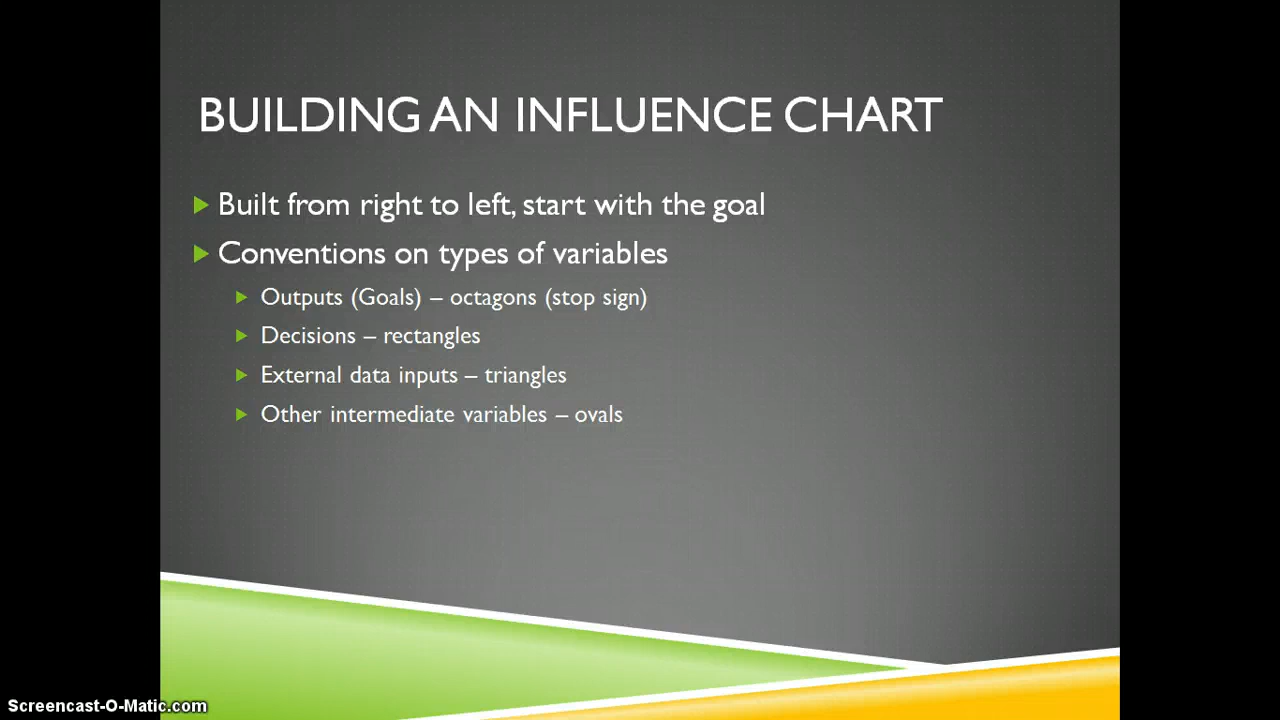 BUILDING AN INFLUENCE CHART
Built from right to left, start with the goal
Conventions on types of variables
Outputs (Goals) – octagons (stop sign)
Decisions – rectangles
External data inputs – triangles
Other intermediate variables – ovals
Screencast-O-Matic.com